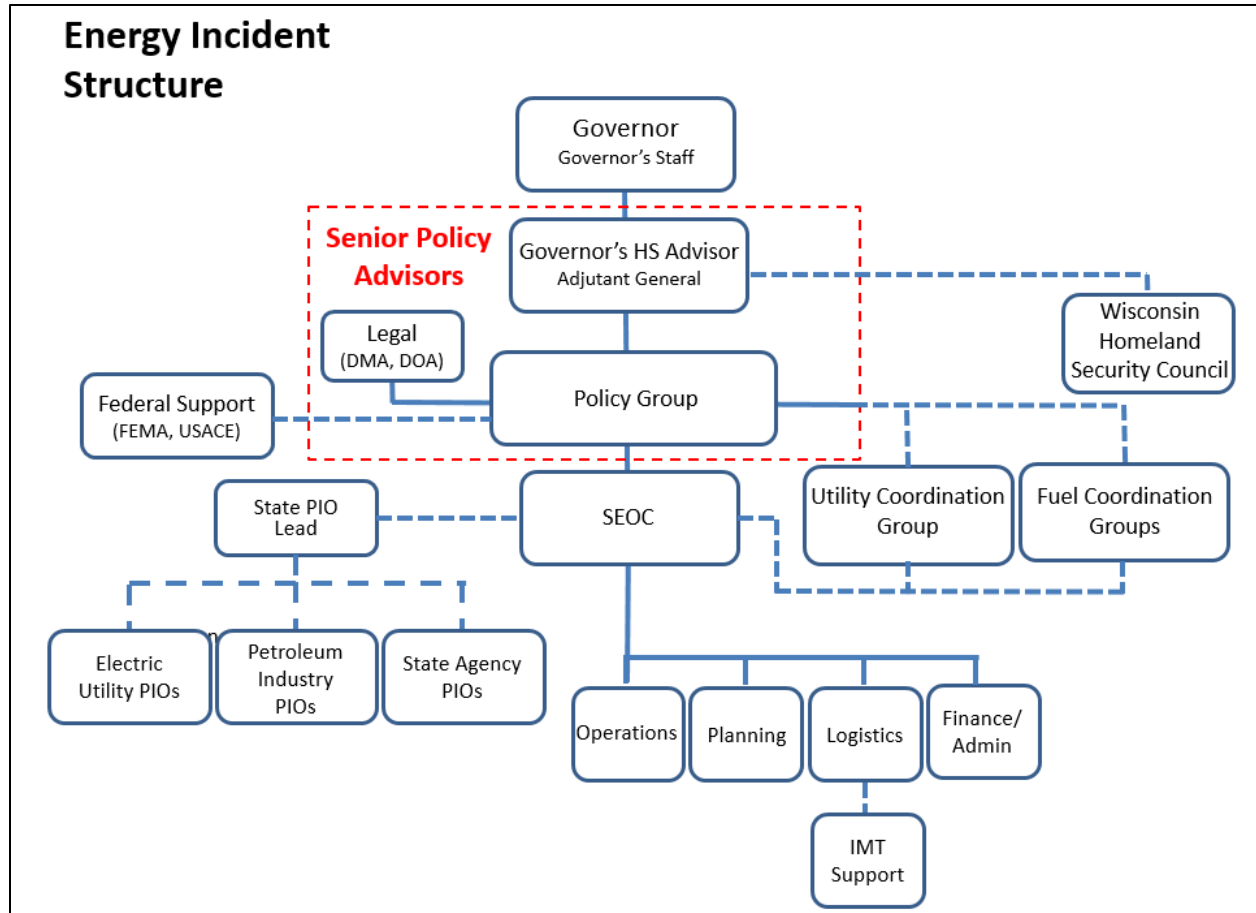 Energy Incident
Structure
Governor
Governor's Staff
Senior Policy
Advisors
Governor's HS Advisor
Adjutant General
Wisconsin
Homeland
Security Council
Legal
(DMA, DOA)
Policy Group
Federal Support
(FEMA, USACE)
State PIO
Lead
SEOC
Utility Coordination
Group
Fuel Coordination
Groups
Electric
Utility PIOs
Petroleum
Industry
PIOs
State Agency
PIOs
Operations
Planning
Logistics
Finance/
Admin
IMT
Support